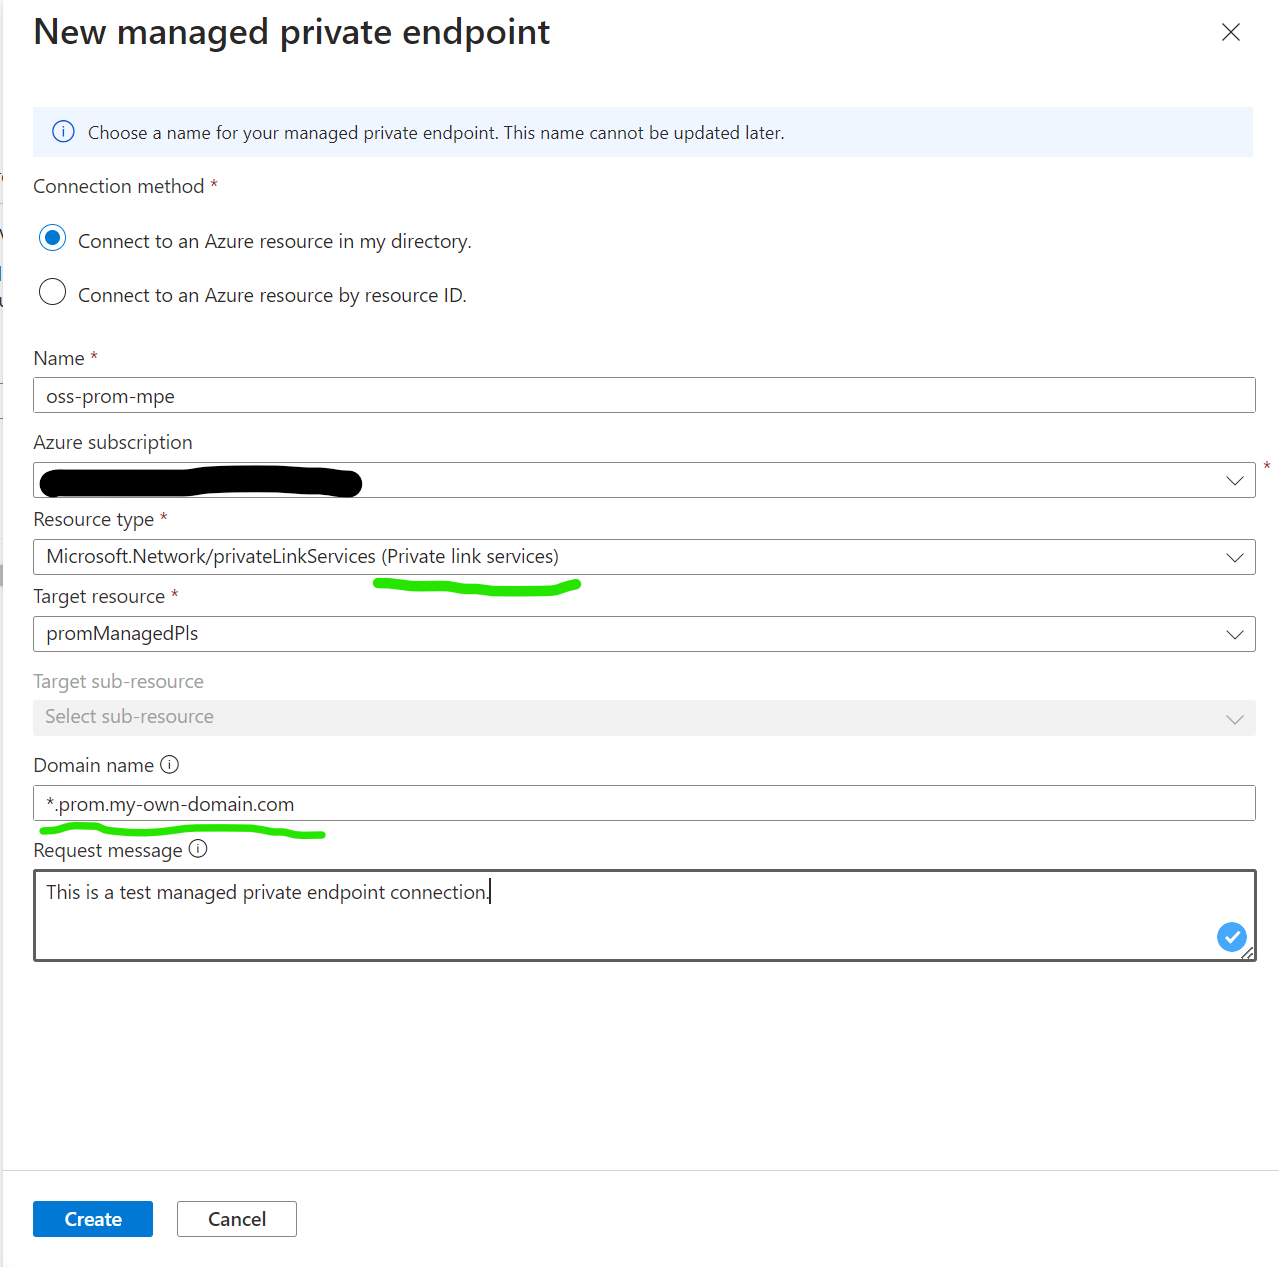 New managed private endpoint
Choose a name for your managed private endpoint. This name cannot be updated later.
Connection method *
Connect to an Azure resource in my directory.
Connect to an Azure resource by resource ID.
Name *
oss-prom-mpe
Azure subscription
*
Resource type *
Microsoft.Network/privateLinkServices (Private link services)
Target resource *
promManagedPls
Target sub-resource
Select sub-resource
Domain name
*.prom.my-own-domain.com
Request message
This is a test managed private endpoint connection.
Create Cancel